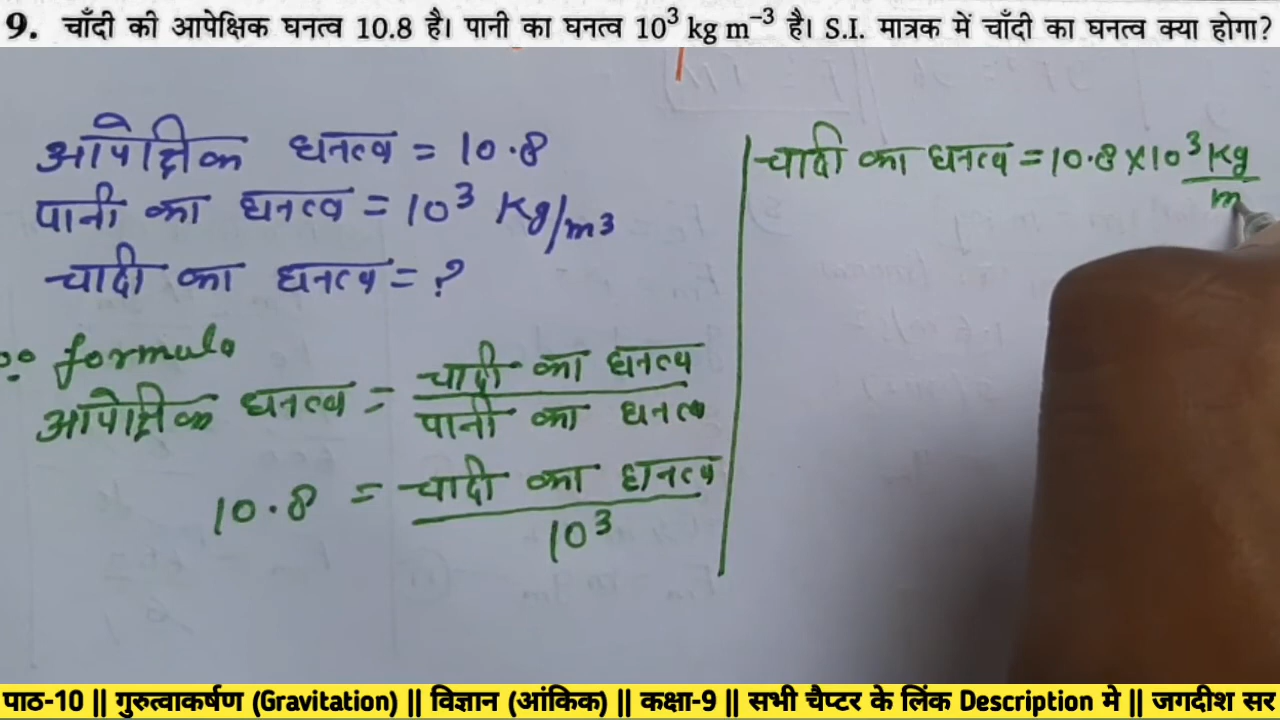 9. चाँदी की आपेक्षिक घनत्व 10.8 है। पानी का घनत्व 10³ kg m⁻³ है। S.I. मात्रक में चाँदी का घनत्व क्या होगा?
आपेक्षिक घनत्व = 10.8
पानी का घनत्व = 10³ Kg/m³
चादी का घनत्व = ?
formula
आपेक्षिक घनत्व = चादी का घनत्व / पानी का घनत्व
10.8 = चादी का घनत्व / 10³
चादी का घनत्व = 10.8 × 10³ Kg/m
पाठ-10 || गुरुत्वाकर्षण (Gravitation) || विज्ञान (आंकिक) || कक्षा-9 || सभी चैप्टर के लिंक Description मे || जगदीश सर